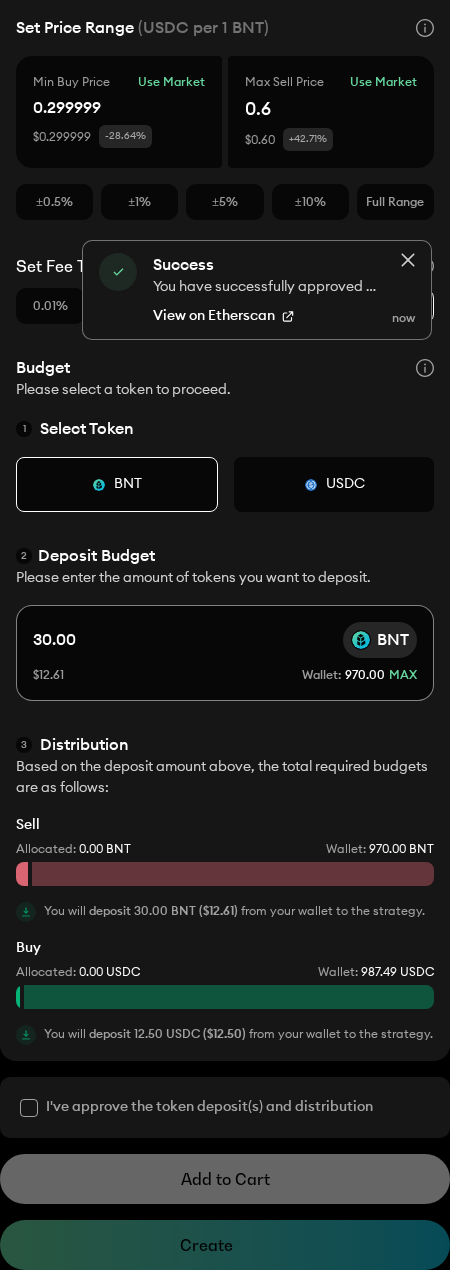 Set Price Range (USDC per 1 BNT)
Min Buy Price Use Market
0.299999
$0.299999 -28.64%
Max Sell Price Use Market
0.6
$0.60 +42.71%
±0.5% ±1% ±5% ±10% Full Range
Set Fee T
0.01%
Success
You have successfully approved ...
View on Etherscan
now
Budget
Please select a token to proceed.
1 Select Token
BNT USDC
2 Deposit Budget
Please enter the amount of tokens you want to deposit.
30.00 BNT
$12.61 Wallet: 970.00 MAX
3 Distribution
Based on the deposit amount above, the total required budgets
are as follows:
Sell
Allocated: 0.00 BNT Wallet: 970.00 BNT
You will deposit 30.00 BNT ($12.61) from your wallet to the strategy.
Buy
Allocated: 0.00 USDC Wallet: 987.49 USDC
You will deposit 12.50 USDC ($12.50) from your wallet to the strategy.
I've approve the token deposit(s) and distribution
Add to Cart
Create